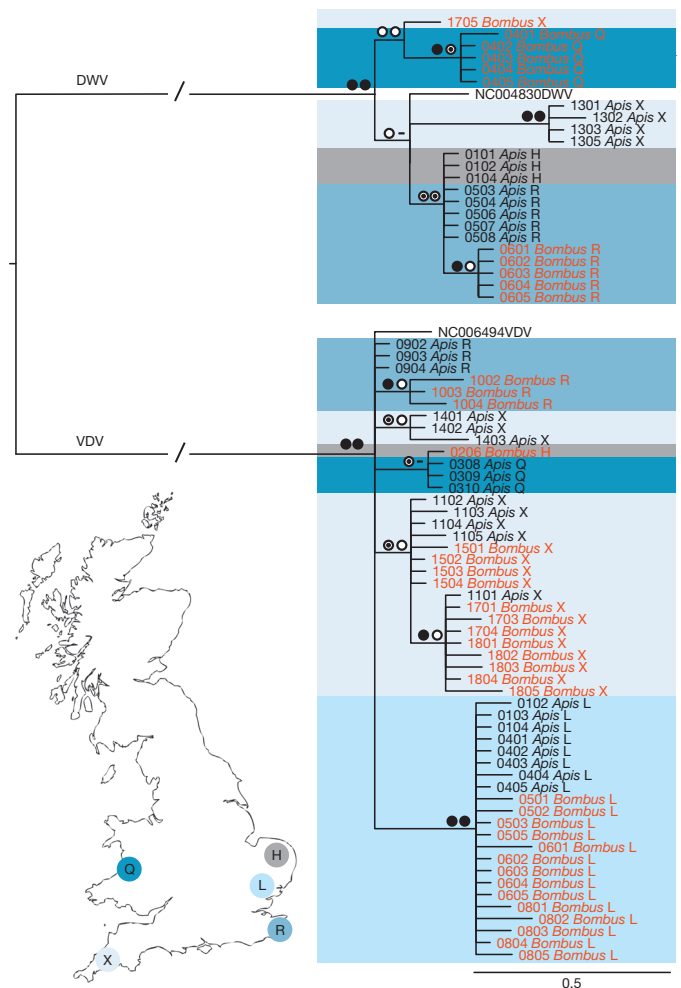 1705 Bombus X
0401 Bombus Q
0402 Bombus Q
0403 Bombus Q
0404 Bombus Q
0405 Bombus Q
DWV
NC004830DWV
1301 Apis X
1302 Apis X
1303 Apis X
1305 Apis X
0101 Apis H
0102 Apis H
0104 Apis H
0503 Apis R
0504 Apis R
0506 Apis R
0507 Apis R
0508 Apis R
0601 Bombus R
0602 Bombus R
0603 Bombus R
0604 Bombus R
0605 Bombus R
NC006494VDV
0902 Apis R
0903 Apis R
0904 Apis R
1002 Bombus R
1003 Bombus R
1004 Bombus R
1401 Apis X
1402 Apis X
1403 Apis X
VDV
0206 Bombus H
0308 Apis Q
0309 Apis Q
0310 Apis Q
1102 Apis X
1103 Apis X
1104 Apis X
1105 Apis X
1501 Bombus X
1502 Bombus X
1503 Bombus X
1504 Bombus X
1101 Apis X
1701 Bombus X
1703 Bombus X
1704 Bombus X
1801 Bombus X
1802 Bombus X
1803 Bombus X
1804 Bombus X
1805 Bombus X
0102 Apis L
0103 Apis L
0104 Apis L
0401 Apis L
0402 Apis L
0403 Apis L
0404 Apis L
0405 Apis L
0501 Bombus L
0502 Bombus L
0503 Bombus L
0505 Bombus L
0601 Bombus L
0602 Bombus L
0603 Bombus L
0604 Bombus L
0605 Bombus L
0801 Bombus L
0802 Bombus L
0803 Bombus L
0804 Bombus L
0805 Bombus L
H
Q
L
R
X
0.5